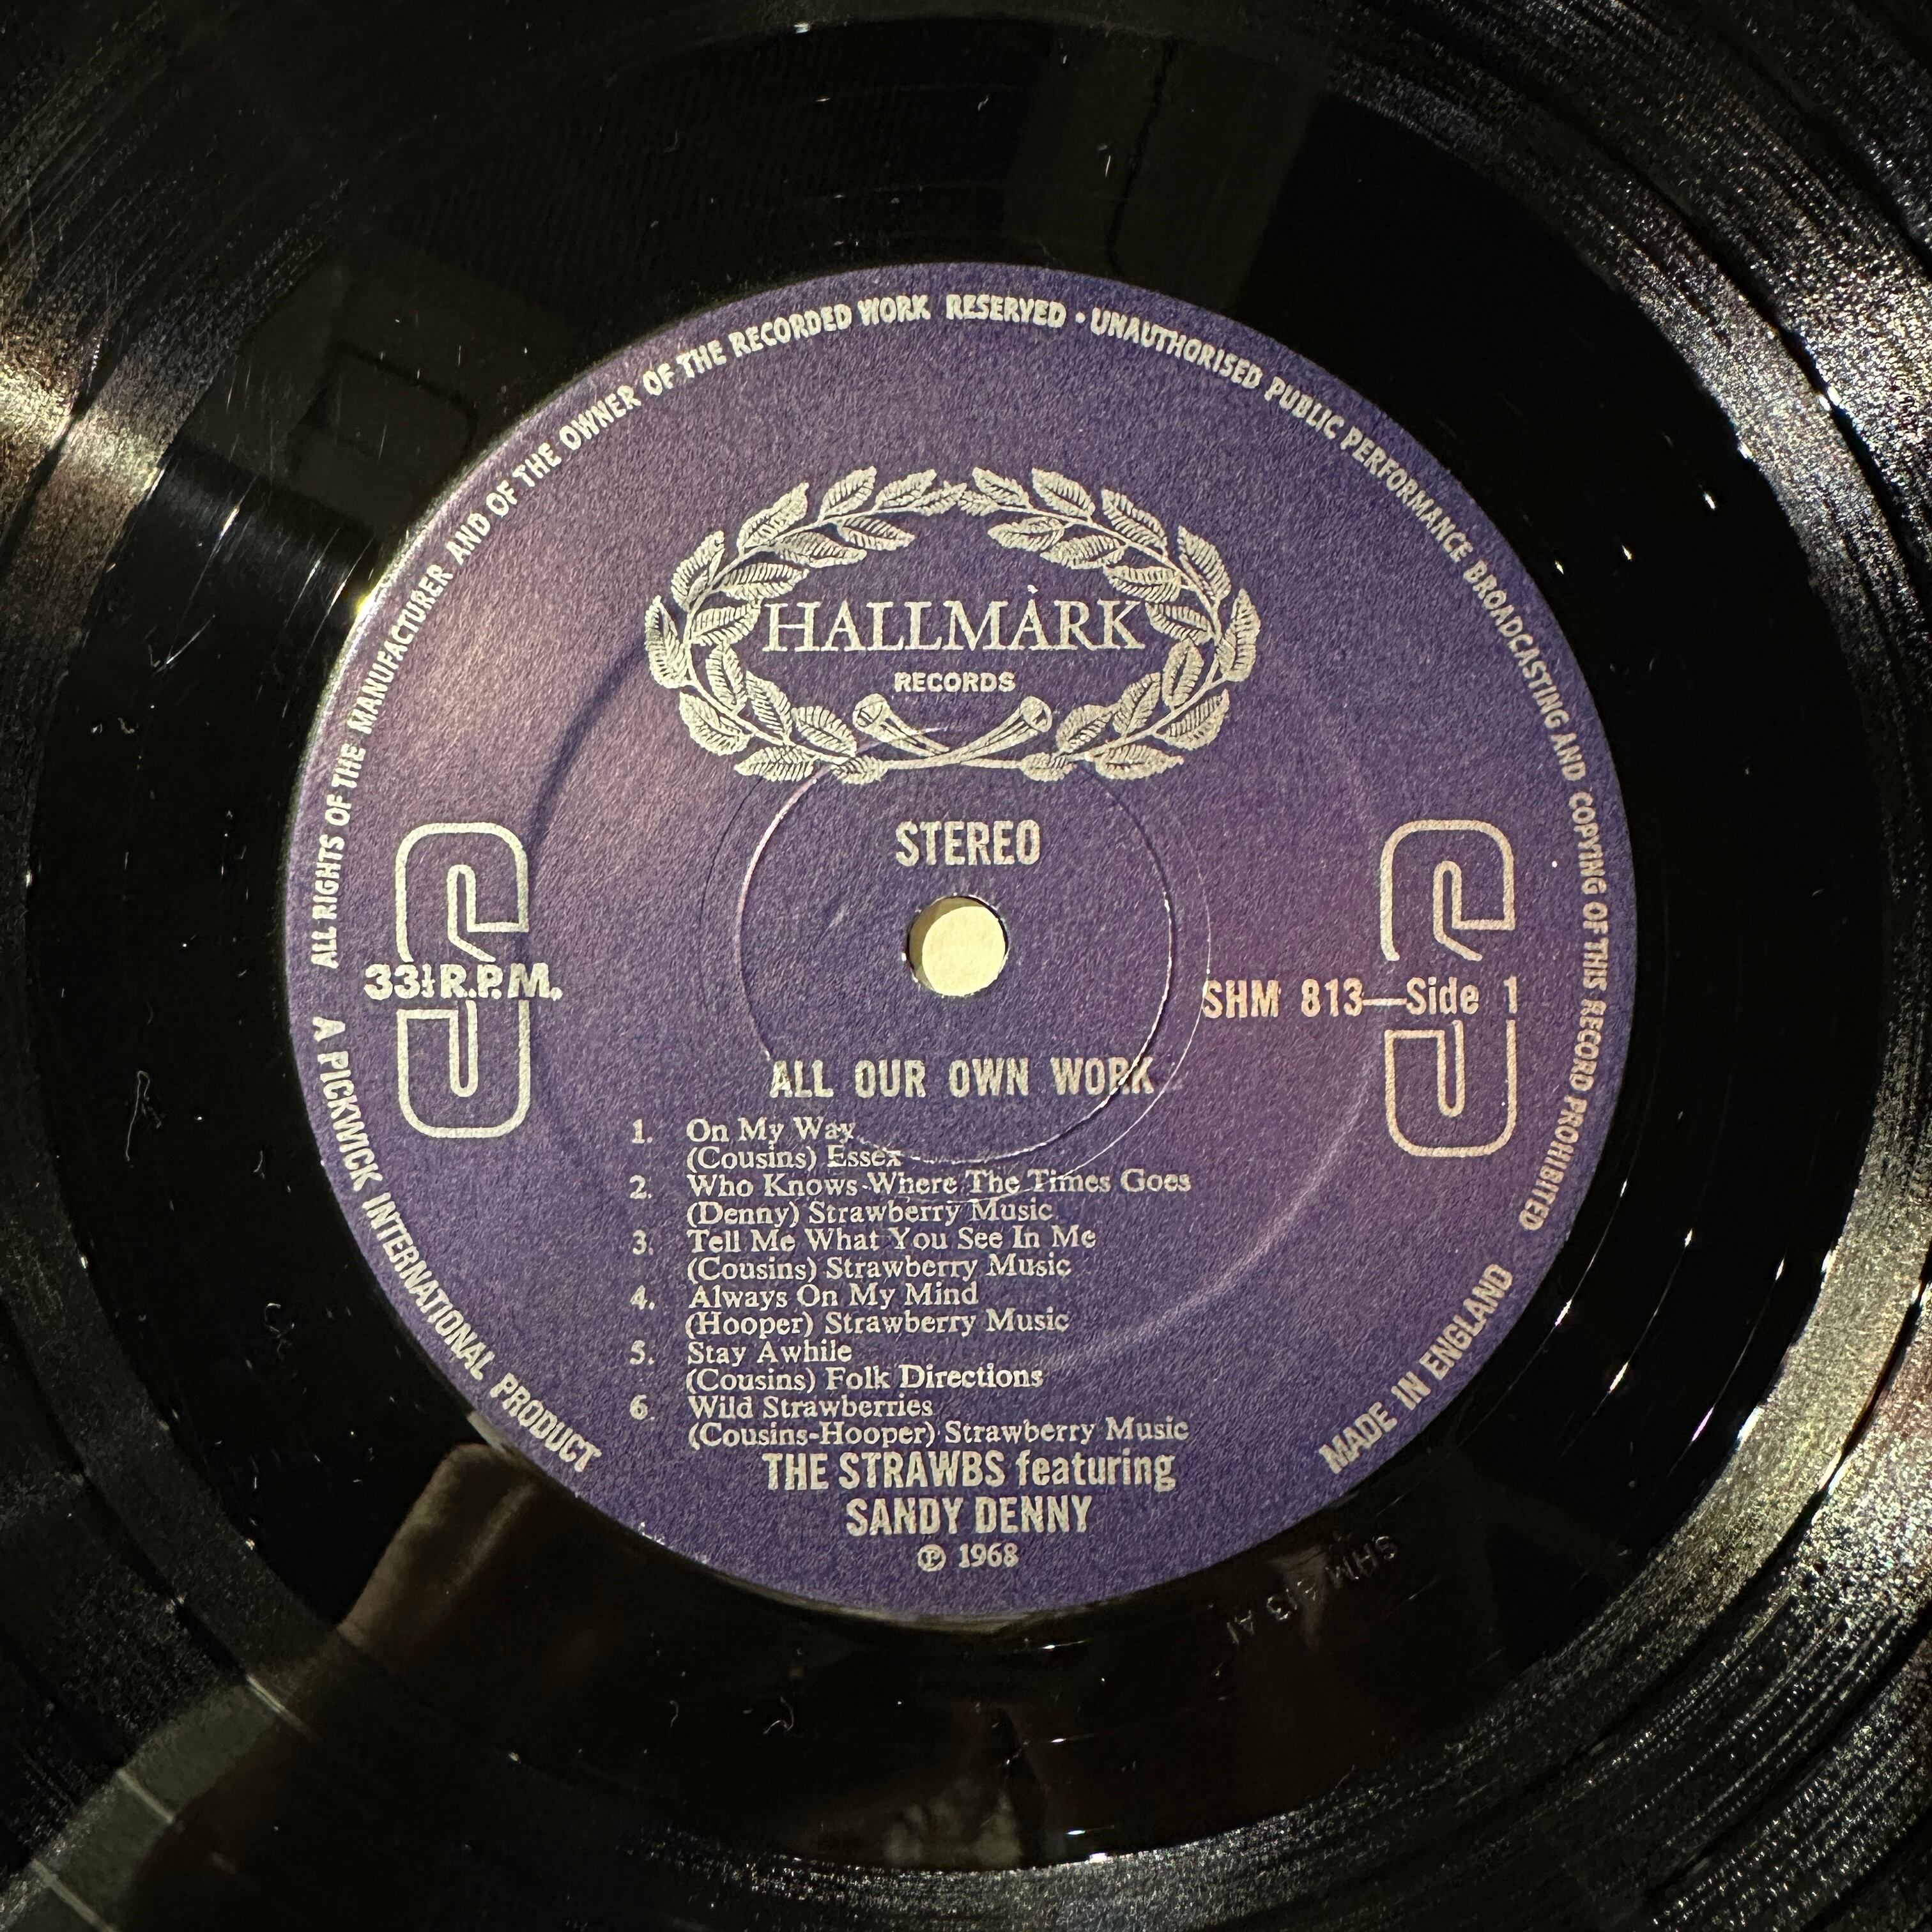 ALL RIGHTS OF THE MANUFACTURER AND OF THE OWNER OF THE RECORDED WORK RESERVED • UNAUTHORISED PUBLIC PERFORMANCE BROADCASTING AND COPYING OF THIS RECORD PROHIBITED
HALLMARK
RECORDS
STEREO
S
33⅓ R.P.M.
SHM 813—Side 1
S
ALL OUR OWN WORK
1. On My Way
(Cousins) Essex
2. Who Knows Where The Times Goes
(Denny) Strawberry Music
3. Tell Me What You See In Me
(Cousins) Strawberry Music
4. Always On My Mind
(Hooper) Strawberry Music
5. Stay Awhile
(Cousins) Folk Directions
6. Wild Strawberries
(Cousins-Hooper) Strawberry Music
THE STRAWBS featuring
SANDY DENNY
℗ 1968
A PICKWICK INTERNATIONAL PRODUCT
MADE IN ENGLAND
SHM 813 A1